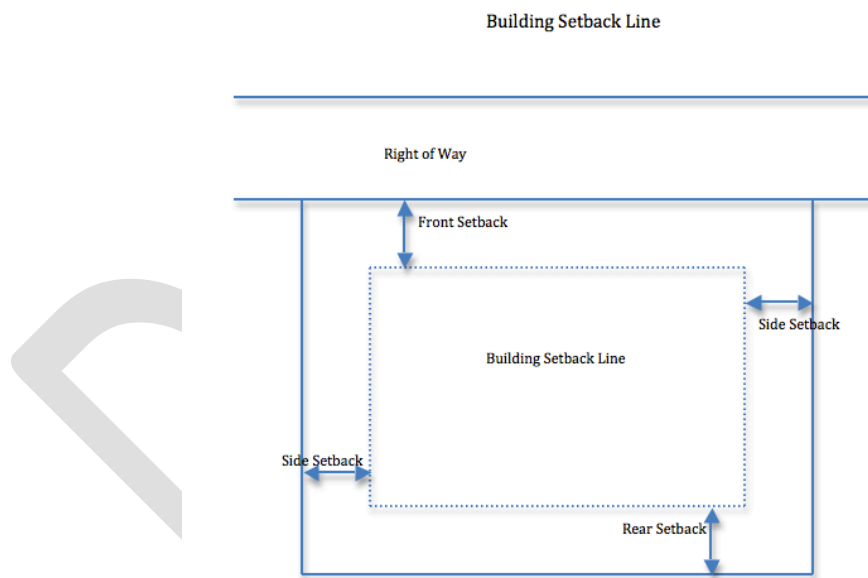 Building Setback Line
Right of Way
Front Setback
Side Setback
Building Setback Line
Side Setback
Rear Setback